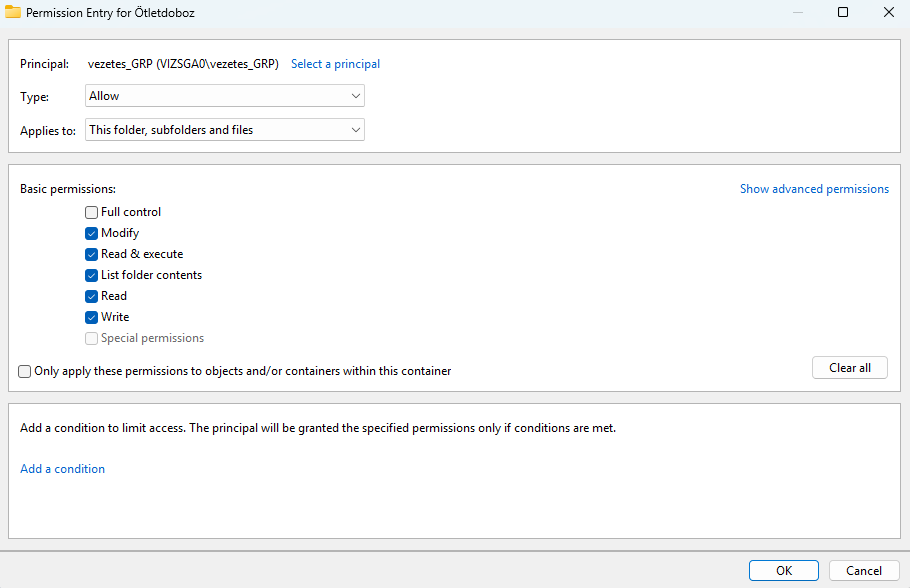 Permission Entry for Ötletdoboz
Principal: vezetes_GRP (VIZSGA0\vezetes_GRP) Select a principal
Type: Allow
Applies to: This folder, subfolders and files
Basic permissions: Show advanced permissions
Full control
Modify
Read & execute
List folder contents
Read
Write
Special permissions
Only apply these permissions to objects and/or containers within this container Clear all
Add a condition to limit access. The principal will be granted the specified permissions only if conditions are met.
Add a condition
OK Cancel